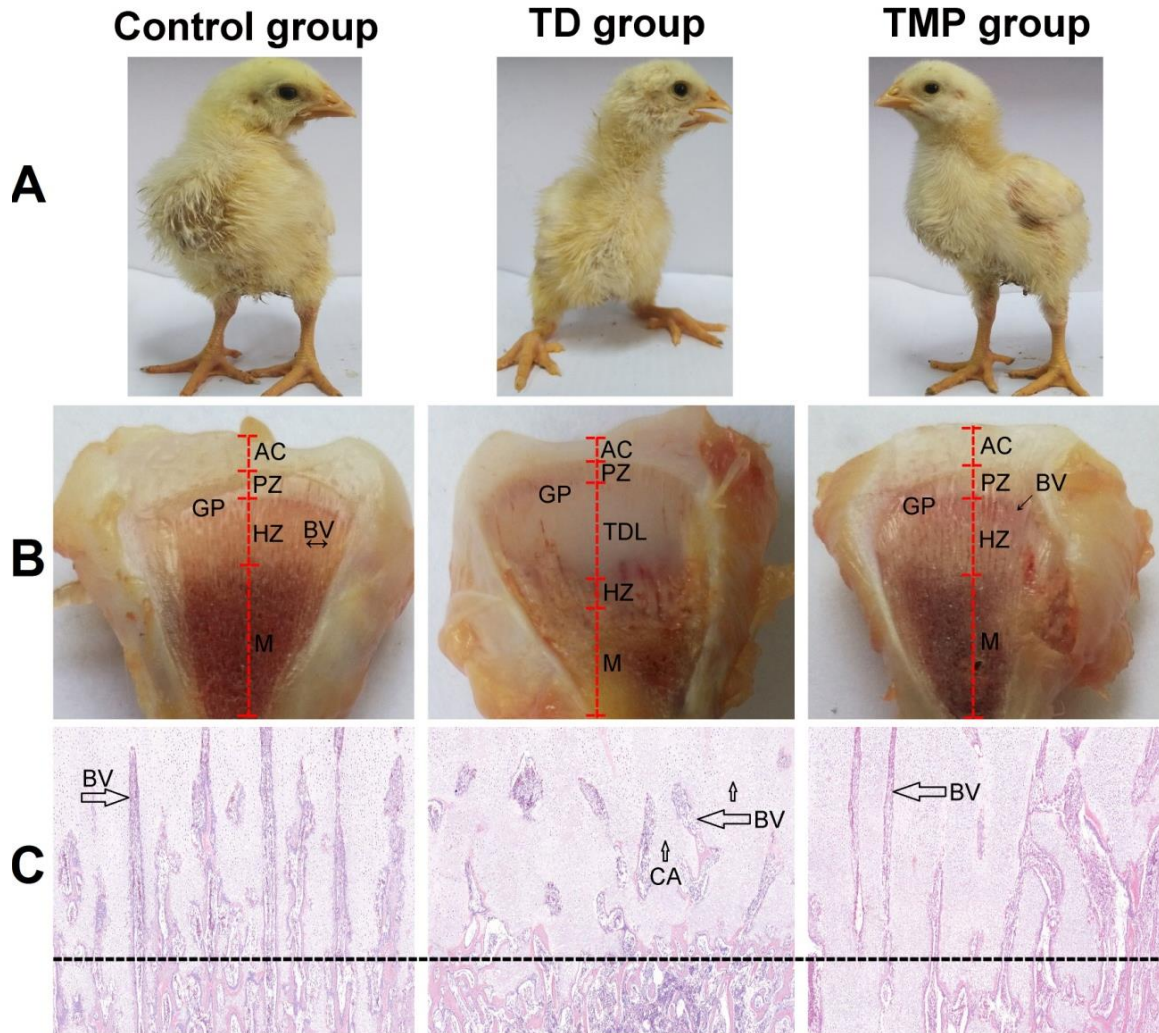 Control group
TD group
TMP group
A
B
AC
PZ
GP
HZ
BV
M
AC
PZ
GP
TDL
HZ
M
AC
PZ
BV
GP
HZ
M
C
BV
BV
CA
BV